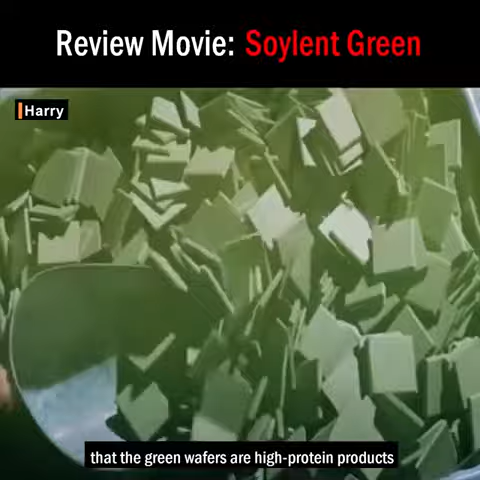 Review Movie: Soylent Green
Harry
that the green wafers are high-protein products